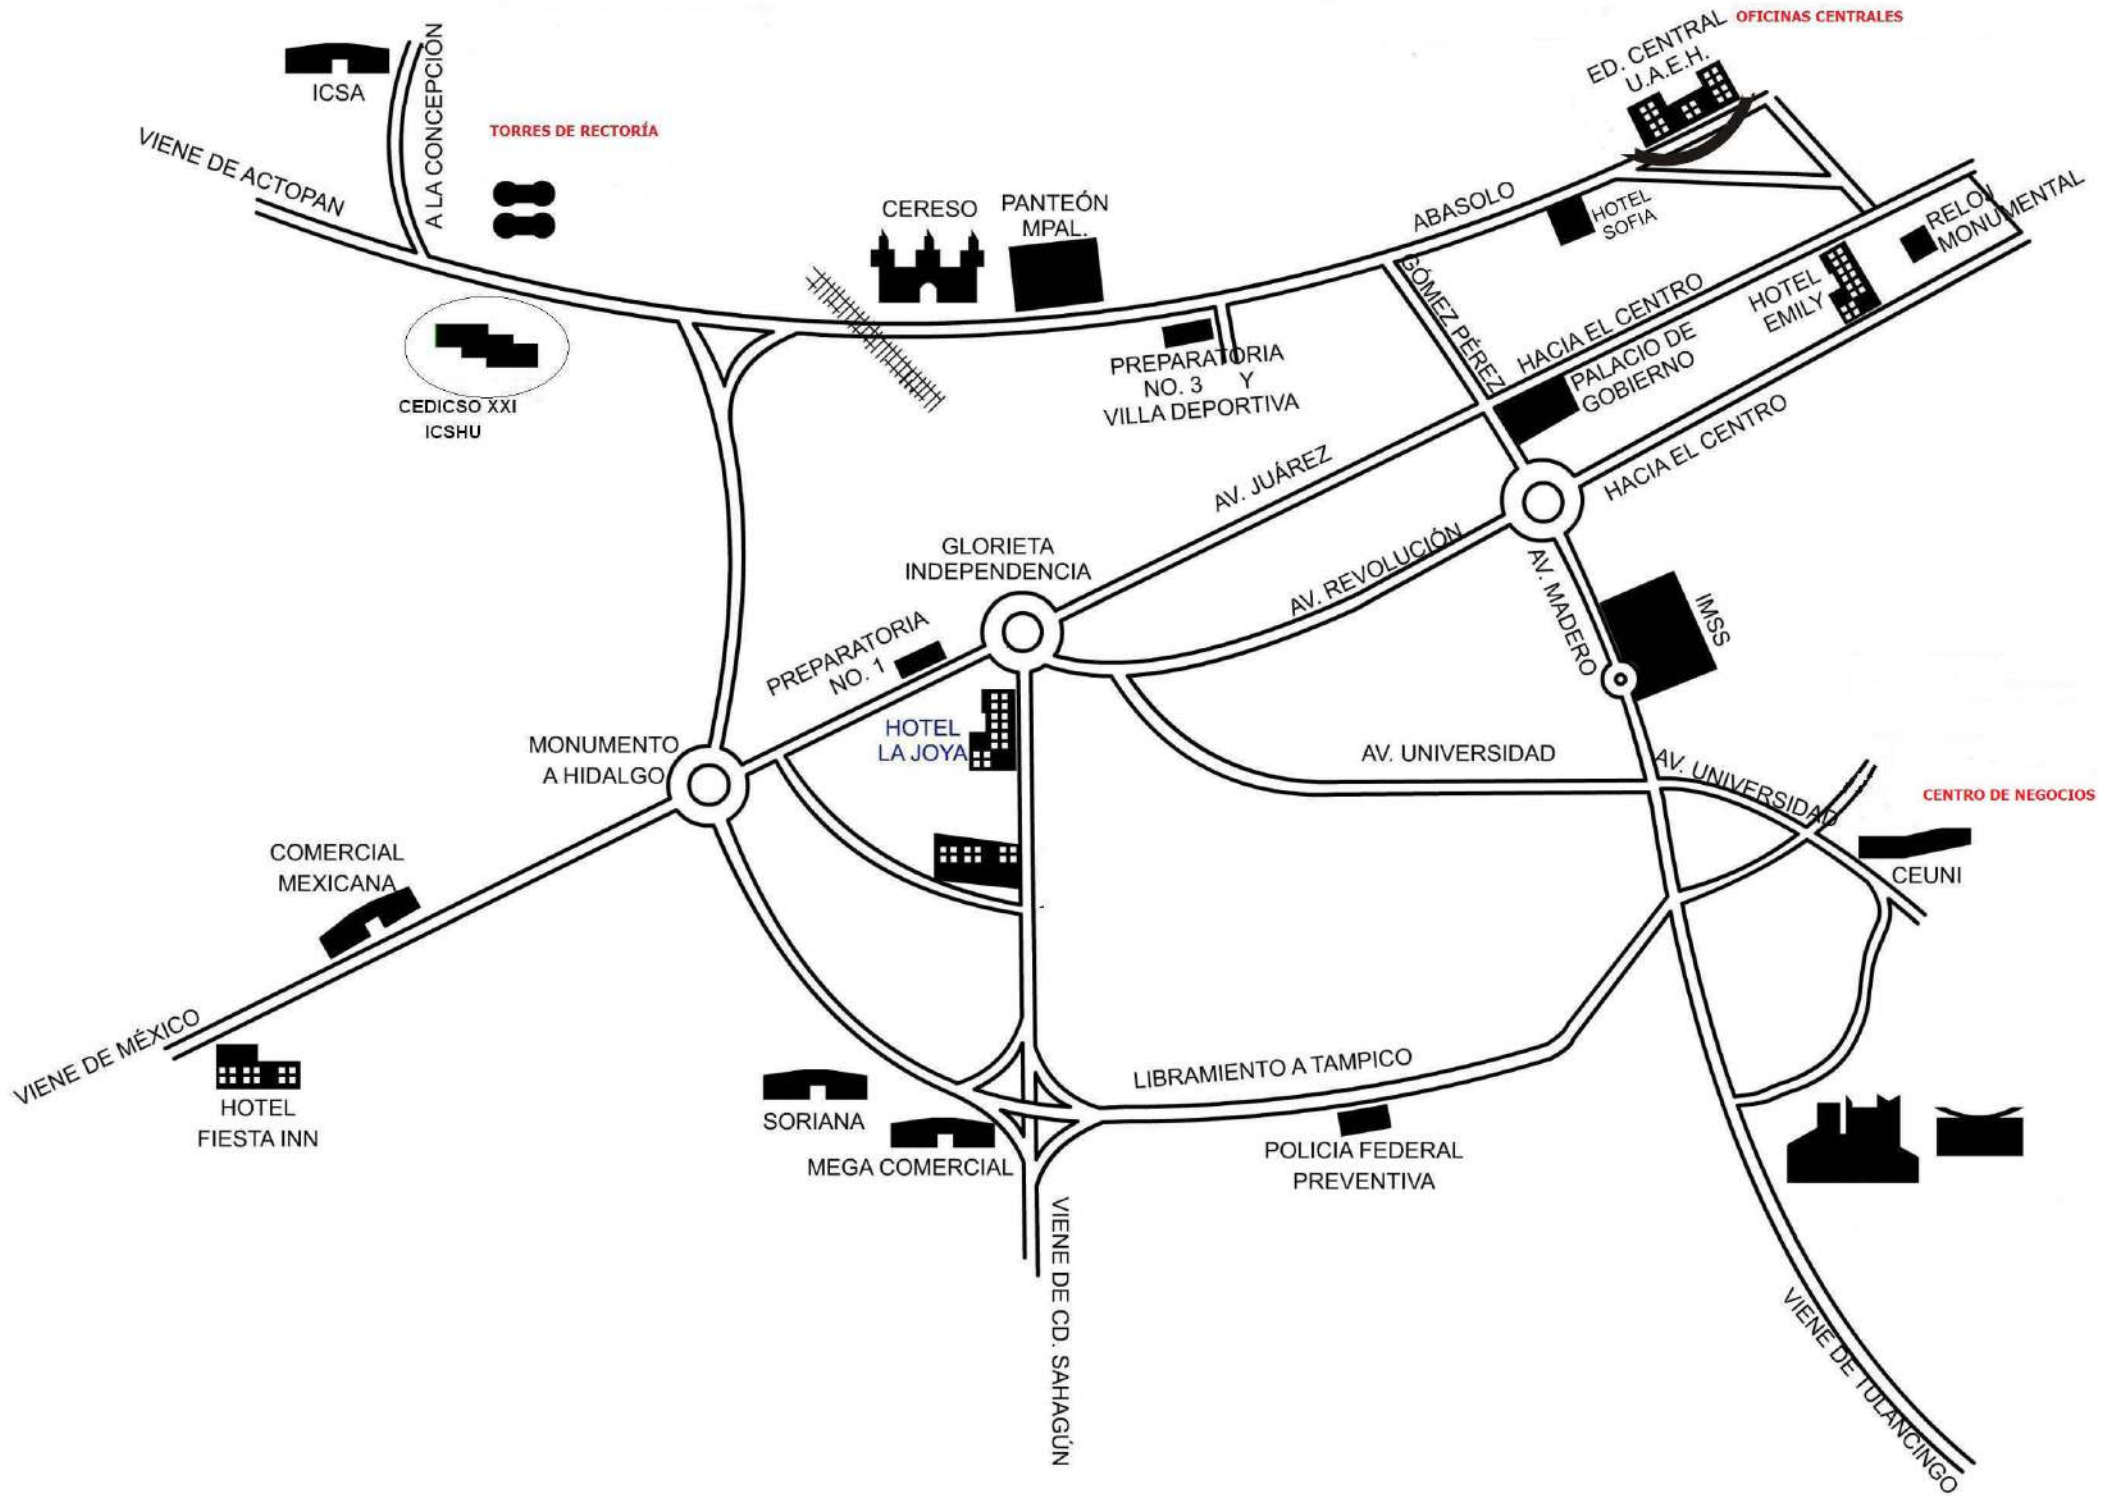 OFICINAS CENTRALES
ED. CENTRAL
U.A.E.H.
ICSA
A LA CONCEPCIÓN
TORRES DE RECTORÍA
VIENE DE ACTOPAN
CERESO
PANTEÓN
MPAL.
ABASOLO
HOTEL
SOFIA
RELOJ
MONUMENTAL
GÓMEZ PÉREZ
HACIA EL CENTRO
HOTEL
EMILY
PALACIO DE
GOBIERNO
PREPARATORIA
NO. 3 Y
VILLA DEPORTIVA
CEDICSO XXI
ICSHU
HACIA EL CENTRO
AV. JUÁREZ
GLORIETA
INDEPENDENCIA
AV. REVOLUCIÓN
AV. MADERO
IMSS
PREPARATORIA
NO. 1
HOTEL
LA JOYA
MONUMENTO
A HIDALGO
AV. UNIVERSIDAD
AV. UNIVERSIDAD
CENTRO DE NEGOCIOS
CEUNI
COMERCIAL
MEXICANA
VIENE DE MÉXICO
HOTEL
FIESTA INN
SORIANA
MEGA COMERCIAL
LIBRAMIENTO A TAMPICO
POLICIA FEDERAL
PREVENTIVA
VIENE DE CD. SAHAGÚN
VIENE DE TULANCINGO